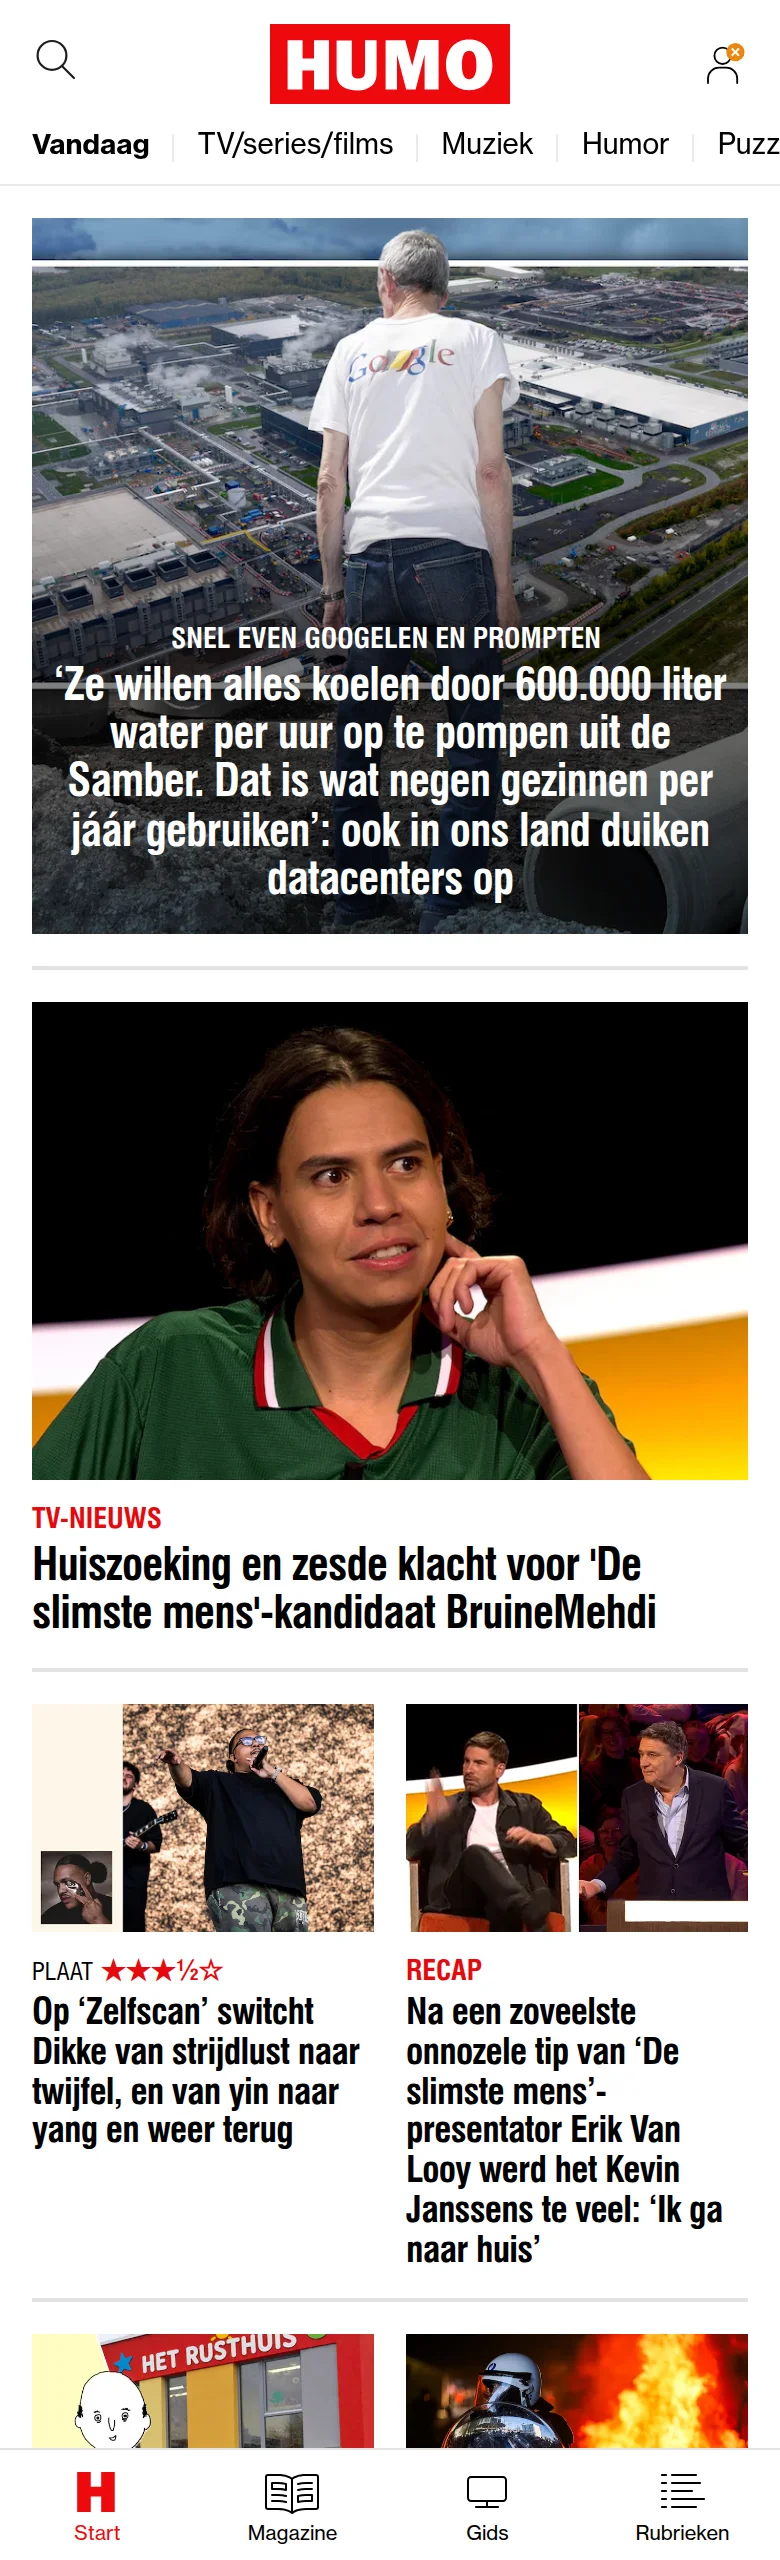 HUMO
Vandaag
TV/series/films
Muziek
Humor
Puzz
Google
SNEL EVEN GOOGELEN EN PROMPTEN
‘Ze willen alles koelen door 600.000 liter
water per uur op te pompen uit de
Samber. Dat is wat negen gezinnen per
jáár gebruiken’: ook in ons land duiken
datacenters op
TV-NIEUWS
Huiszoeking en zesde klacht voor 'De
slimste mens'-kandidaat BruineMehdi
PLAAT ★★★½☆
Op ‘Zelfscan’ switcht
Dikke van strijdlust naar
twijfel, en van yin naar
yang en weer terug
RECAP
Na een zoveelste
onnozele tip van ‘De
slimste mens’-
presentator Erik Van
Looy werd het Kevin
Janssens te veel: ‘Ik ga
naar huis’
HET RUSTHUIS
H
Start
Magazine
Gids
Rubrieken